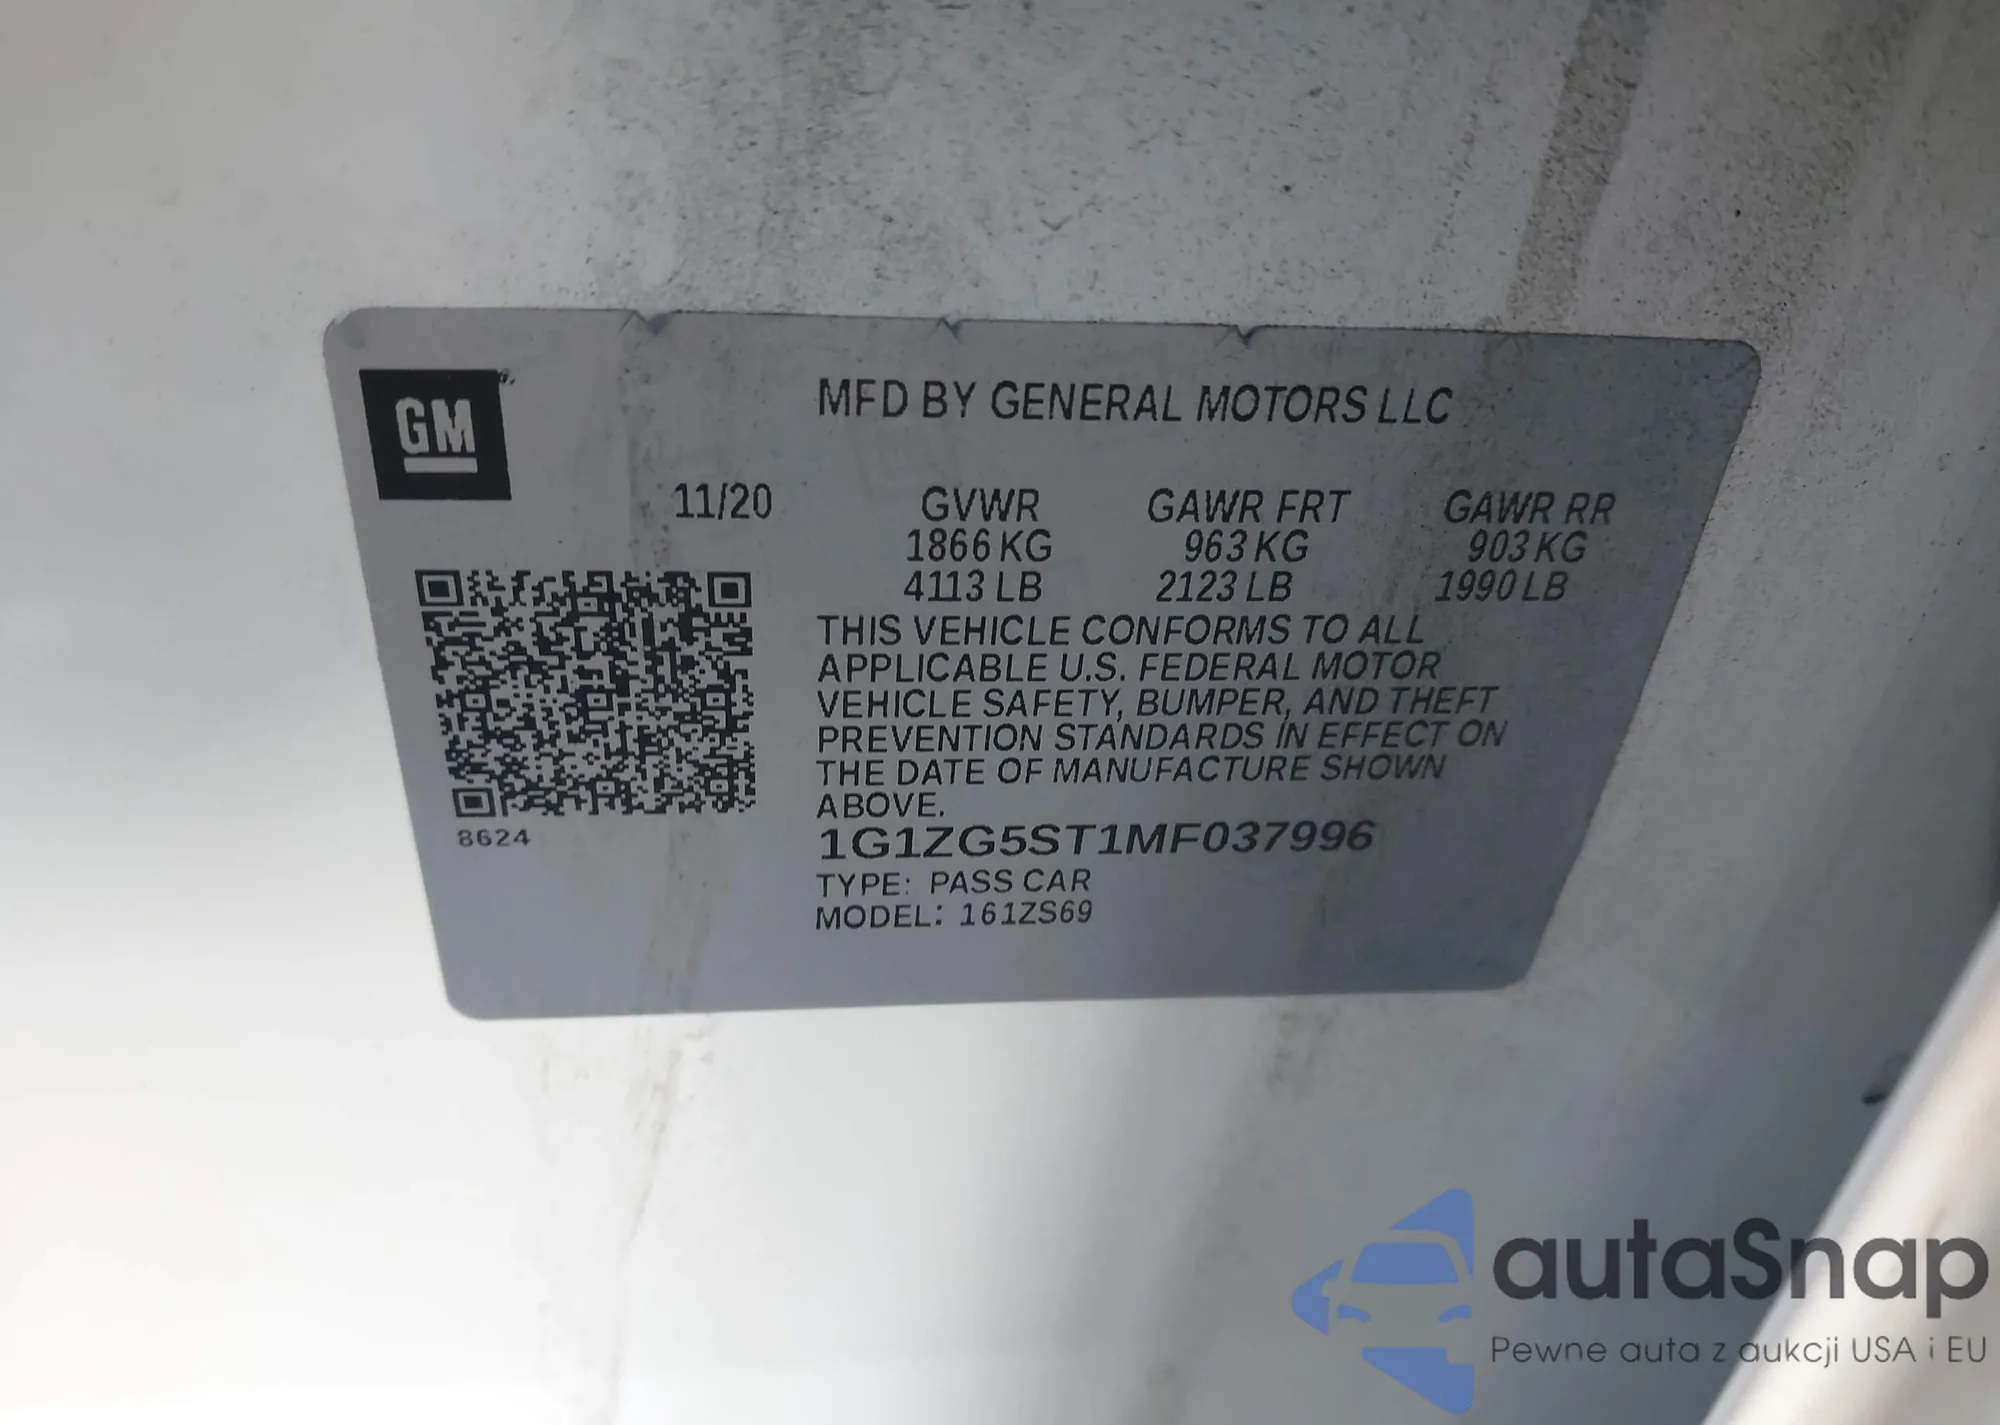 GM
MFD BY GENERAL MOTORS LLC
11/20
GVWR GAWR FRT GAWR RR
1866 KG 963 KG 903 KG
4113 LB 2123 LB 1990 LB
THIS VEHICLE CONFORMS TO ALL
APPLICABLE U.S. FEDERAL MOTOR
VEHICLE SAFETY, BUMPER, AND THEFT
PREVENTION STANDARDS IN EFFECT ON
THE DATE OF MANUFACTURE SHOWN
ABOVE.
8624
1G1ZG5ST1MF037996
TYPE: PASS CAR
MODEL: 161ZS69
autaSnap
Pewne auta z aukcji USA i EU